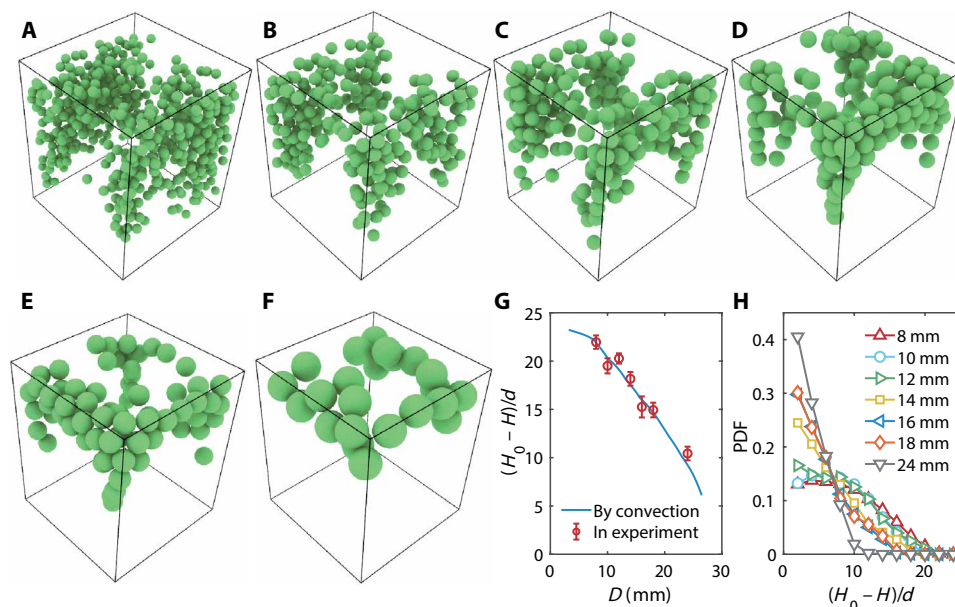 A
B
C
D
E
F
G
25
20
15
10
5
0
(H₀ – H)/d
By convection
In experiment
0
10
20
30
D (mm)
H
0.4
0.3
0.2
0.1
0
PDF
8 mm
10 mm
12 mm
14 mm
16 mm
18 mm
24 mm
0
10
20
(H₀ – H)/d